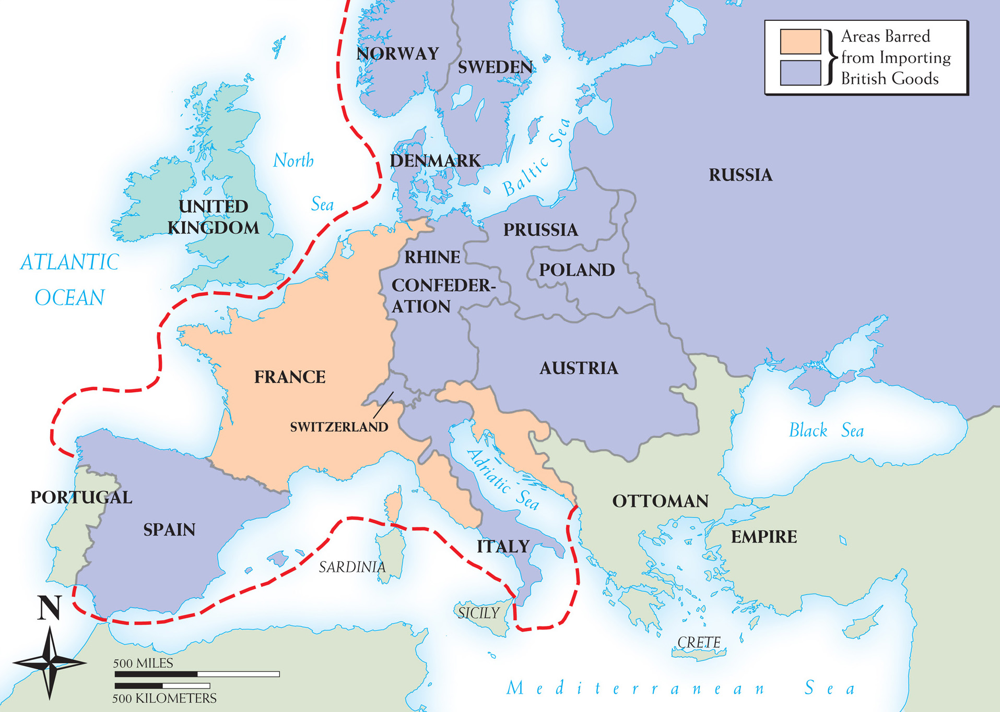 NORWAY
SWEDEN
Areas Barred
from Importing
British Goods
North
Sea
DENMARK
Baltic Sea
RUSSIA
UNITED
KINGDOM
PRUSSIA
ATLANTIC
OCEAN
RHINE
CONFEDER-
ATION
POLAND
FRANCE
AUSTRIA
SWITZERLAND
Black Sea
Adriatic Sea
PORTUGAL
SPAIN
OTTOMAN
EMPIRE
ITALY
SARDINIA
SICILY
CRETE
N
500 MILES
500 KILOMETERS
Mediterranean Sea